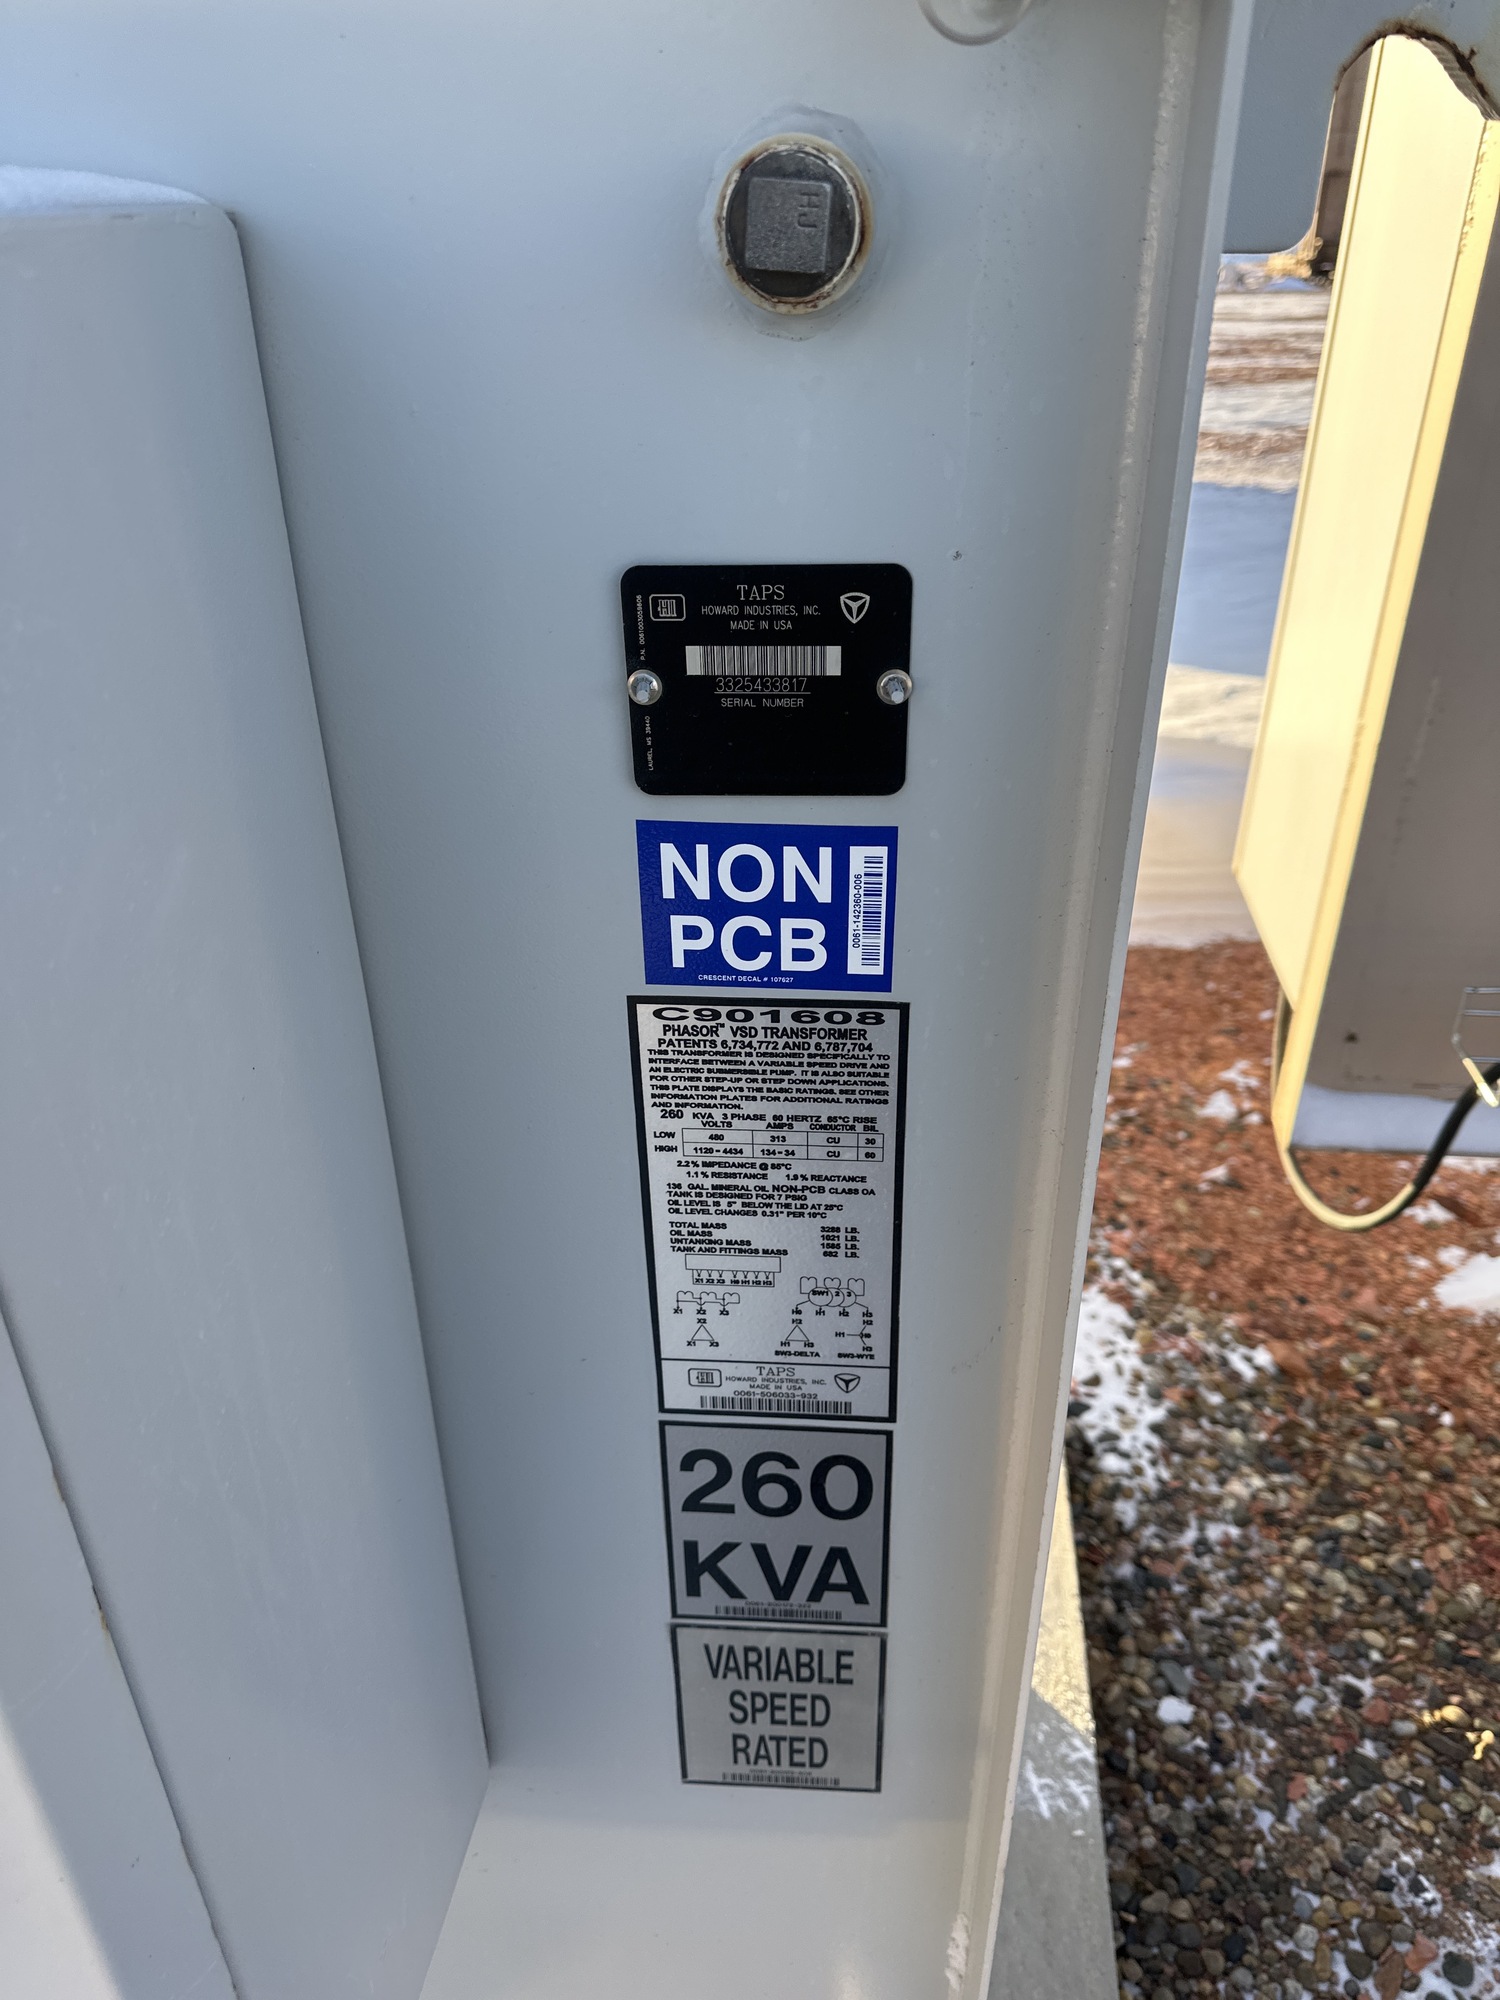 HJ
TAPS
HOWARD INDUSTRIES, INC.
MADE IN USA
P.N. 0061003059606
3325433817
SERIAL NUMBER
LAUREL, MS 39440
NON
PCB
0061-142360-006
CRESCENT DECAL # 107627
C901608
PHASOR™ VSD TRANSFORMER
PATENTS 6,734,772 AND 6,787,704
THIS TRANSFORMER IS DESIGNED SPECIFICALLY TO
INTERFACE BETWEEN A VARIABLE SPEED DRIVE AND
AN ELECTRIC SUBMERSIBLE PUMP. IT IS ALSO SUITABLE
FOR OTHER STEP-UP OR STEP DOWN APPLICATIONS.
THIS PLATE DISPLAYS THE BASIC RATINGS. SEE OTHER
INFORMATION PLATES FOR ADDITIONAL RATINGS
AND INFORMATION.
260 KVA 3 PHASE 60 HERTZ 65°C RISE
VOLTS AMPS CONDUCTOR BIL
LOW 480 313 CU 30
HIGH 1120 - 4434 134 - 34 CU 60
2.2 % IMPEDANCE @ 85°C
1.1 % RESISTANCE 1.9 % REACTANCE
136 GAL. MINERAL OIL NON-PCB CLASS OA
TANK IS DESIGNED FOR 7 PSIG
OIL LEVEL IS 5" BELOW THE LID AT 25°C
OIL LEVEL CHANGES 0.31" PER 10°C
TOTAL MASS 3288 LB.
OIL MASS 1021 LB.
UNTANKING MASS 1585 LB.
TANK AND FITTINGS MASS 682 LB.
X1 X2 X3 H0 H1 H2 H3
SW1 2 3
X1 X2 X3
H0 H1 H2 H3
X2
X1 X3
H2
H1 H3
SW3-DELTA
H2
H1 H0
H3
SW3-WYE
TAPS
HOWARD INDUSTRIES, INC.
MADE IN USA
0061-506033-932
260
KVA
VARIABLE
SPEED
RATED